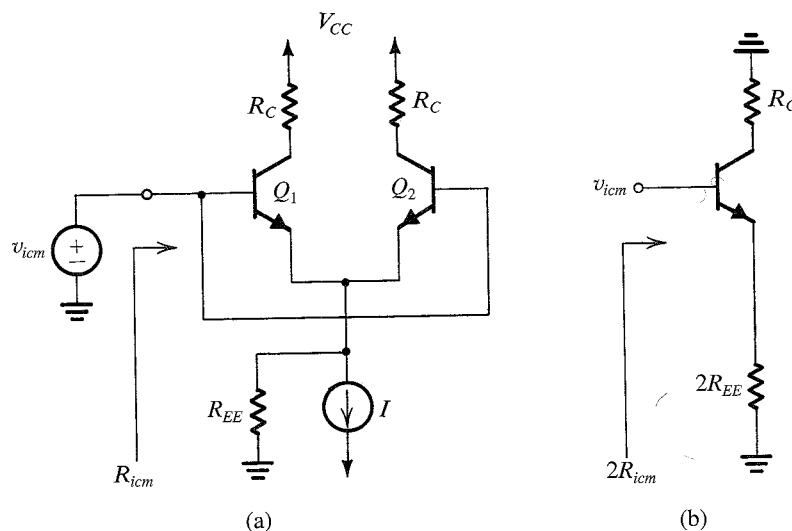 V_CC
R_C
R_C
R_C
Q_1
Q_2
v_icm
+
−
v_icm
R_EE
I
2R_EE
R_icm
2R_icm
(a)
(b)